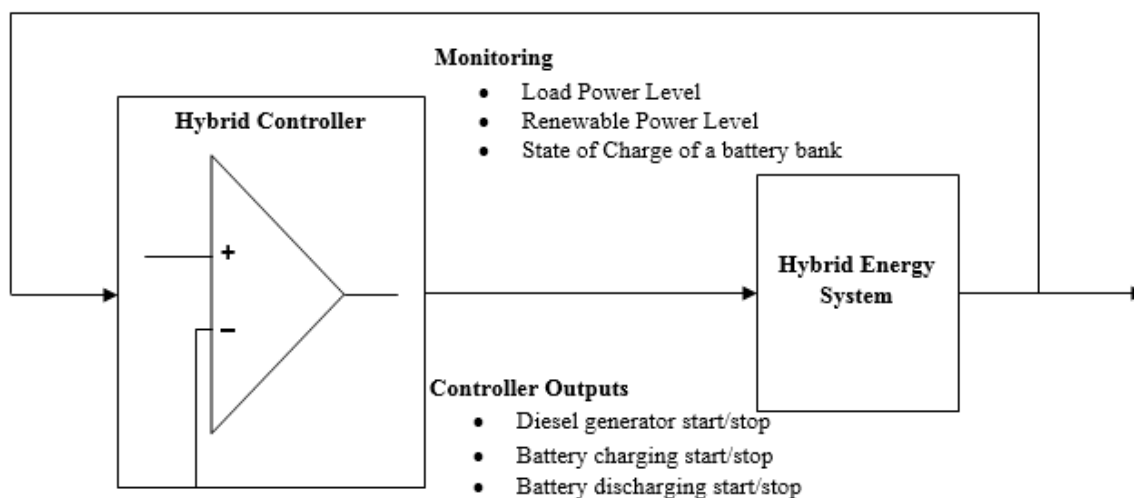 Monitoring
• Load Power Level
• Renewable Power Level
• State of Charge of a battery bank
Hybrid Controller
+
−
Hybrid Energy
System
Controller Outputs
• Diesel generator start/stop
• Battery charging start/stop
• Battery discharging start/stop